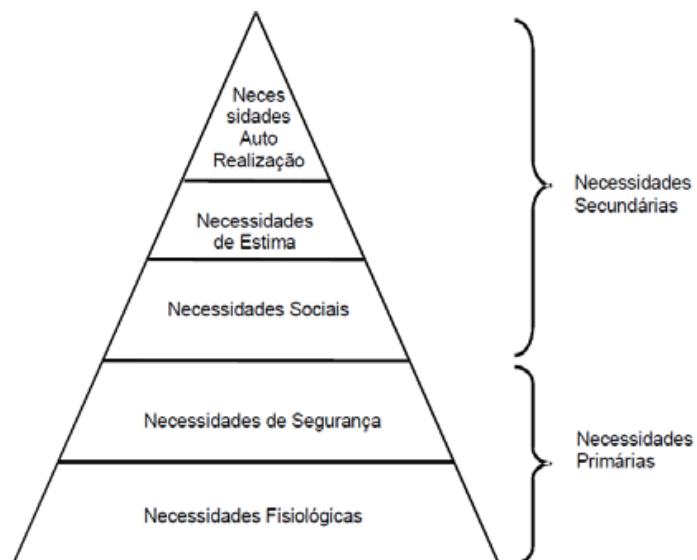 Neces
sidades
Auto
Realização
Necessidades
de Estima
Necessidades Sociais
Necessidades
Secundárias
Necessidades de Segurança
Necessidades Fisiológicas
Necessidades
Primárias